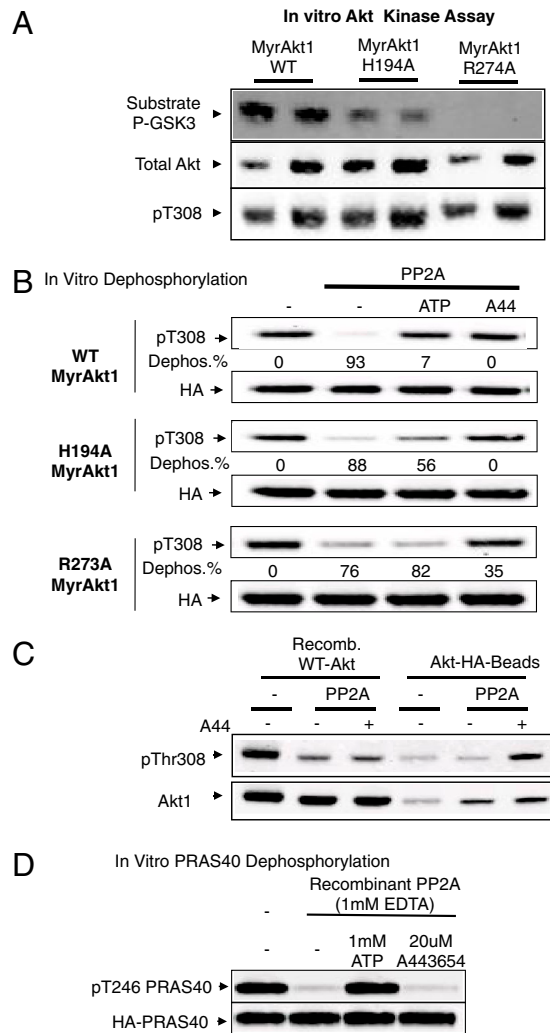 A
In vitro Akt Kinase Assay
MyrAkt1 WT
MyrAkt1 H194A
MyrAkt1 R274A
Substrate P-GSK3
Total Akt
pT308
B
In Vitro Dephosphorylation
PP2A
- - ATP A44
WT MyrAkt1
pT308
Dephos.% 0 93 7 0
HA
H194A MyrAkt1
pT308
Dephos.% 0 88 56 0
HA
R273A MyrAkt1
pT308
Dephos.% 0 76 82 35
HA
C
Recomb. WT-Akt
Akt-HA-Beads
- PP2A - PP2A
A44 - - + - - +
pThr308
Akt1
D
In Vitro PRAS40 Dephosphorylation
- Recombinant PP2A (1mM EDTA)
- - 1mM ATP 20uM A443654
pT246 PRAS40
HA-PRAS40